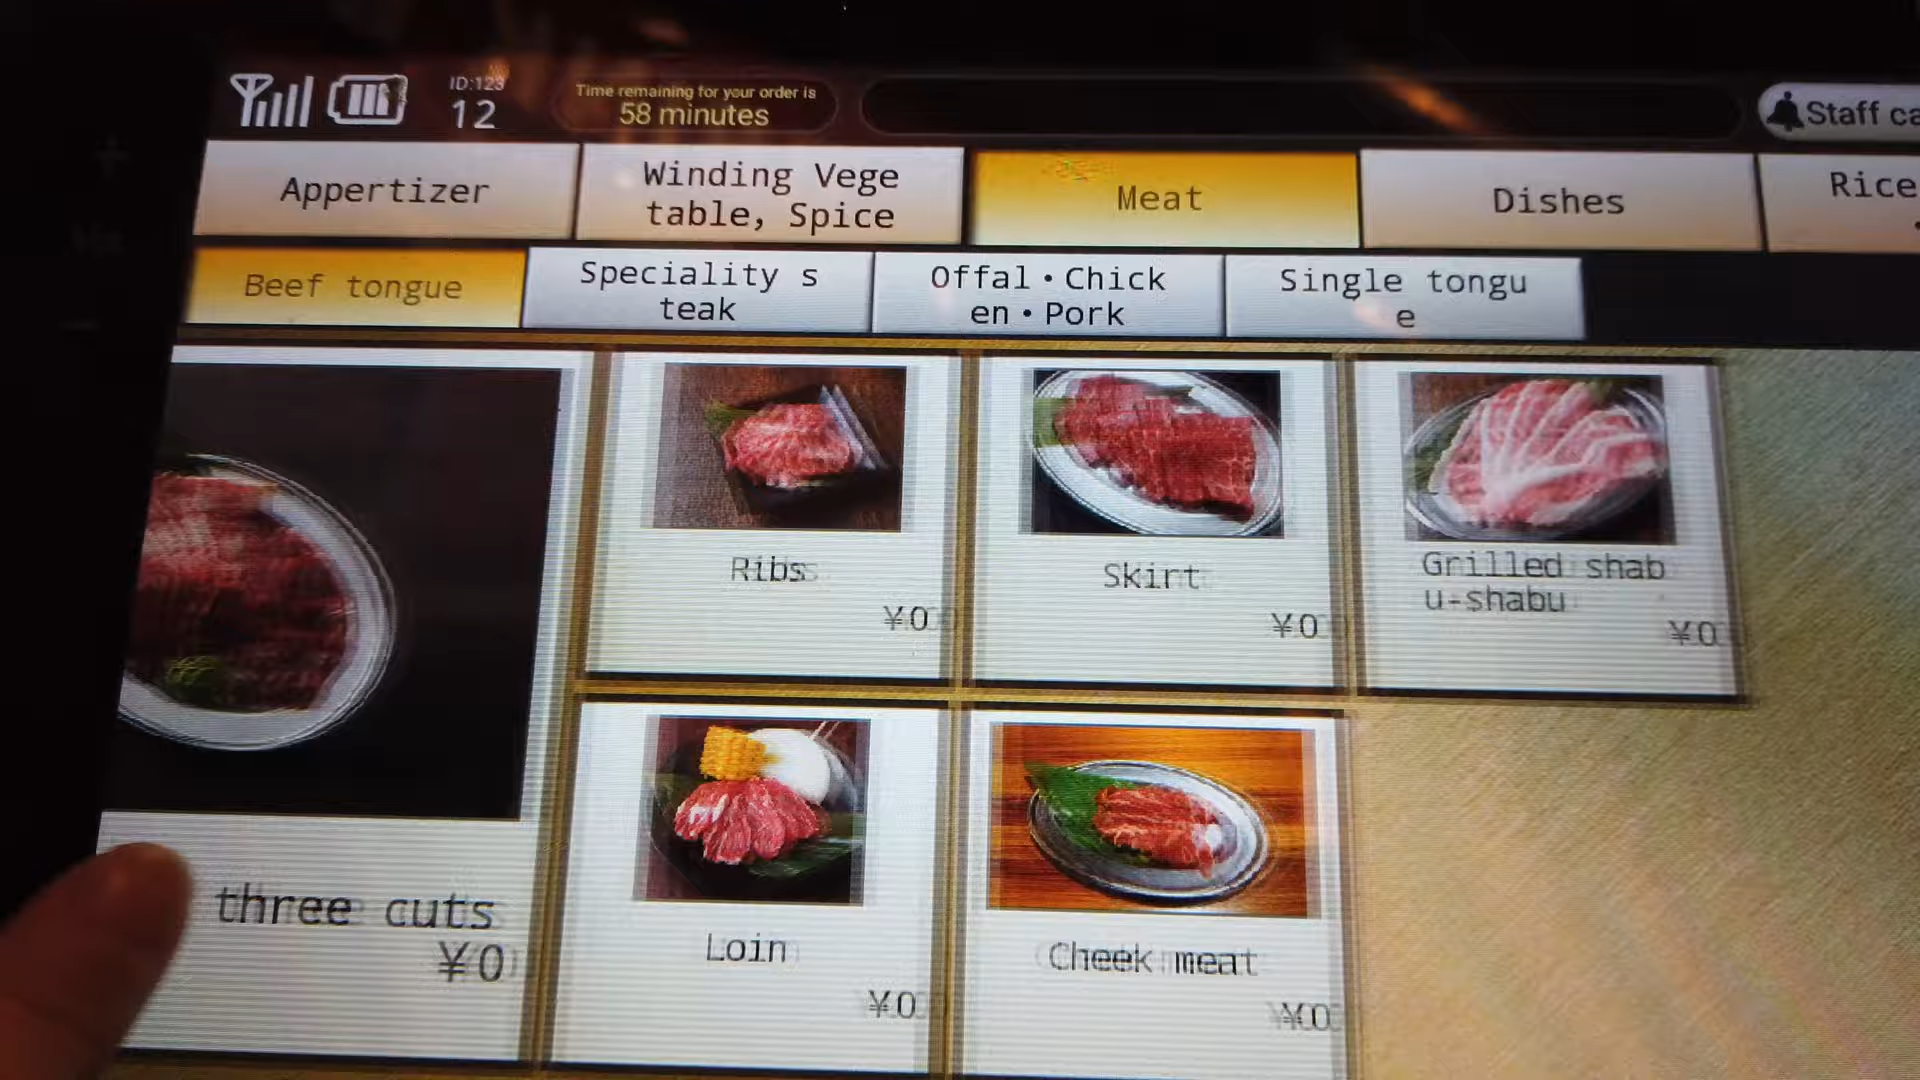 ID:123
12
Time remaining for your order is
58 minutes
Staff ca
Appertizer
Winding Vege
table, Spice
Meat
Dishes
Rice
Beef tongue
Speciality s
teak
Offal・Chick
en・Pork
Single tongu
e
Ribs
¥0
Skirt
¥0
Grilled shab
u-shabu
¥0
three cuts
¥0
Loin
¥0
Cheek meat
¥0